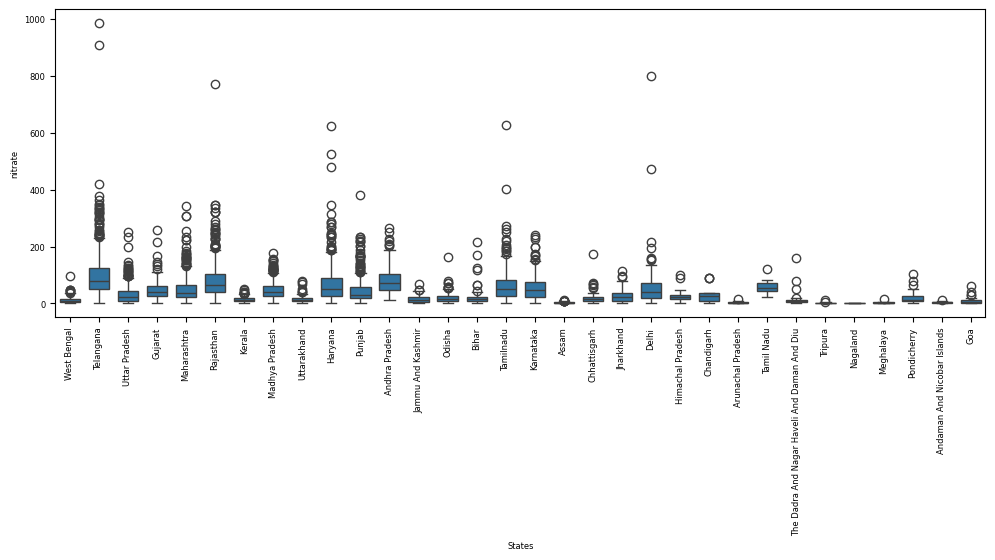 1000
800
600
400
200
0
nitrate
West Bengal
Telangana
Uttar Pradesh
Gujarat
Maharashtra
Rajasthan
Kerala
Madhya Pradesh
Uttarakhand
Haryana
Punjab
Andhra Pradesh
Jammu And Kashmir
Odisha
Bihar
Tamilnadu
Karnataka
Assam
Chhattisgarh
Jharkhand
Delhi
Himachal Pradesh
Chandigarh
Arunachal Pradesh
Tamil Nadu
The Dadra And Nagar Haveli And Daman And Diu
Tripura
Nagaland
Meghalaya
Pondicherry
Andaman And Nicobar Islands
Goa
States